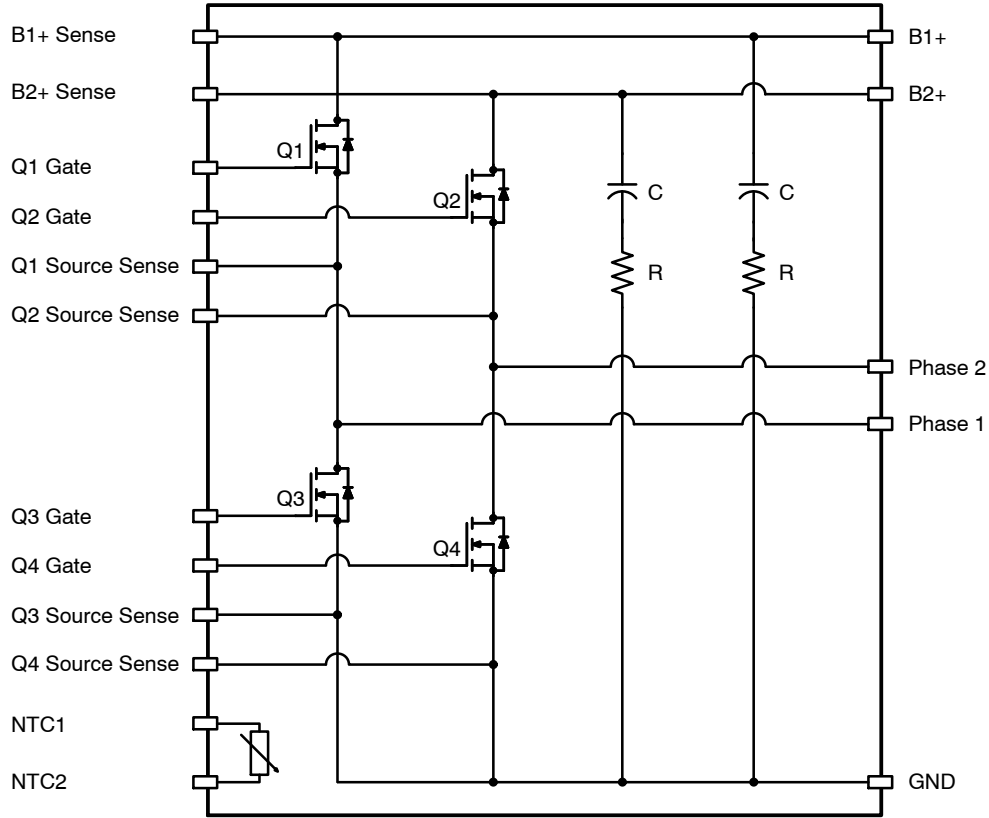 B1+ Sense
B1+
B2+ Sense
B2+
Q1
Q1 Gate
Q2
C
C
Q2 Gate
Q1 Source Sense
R
R
Q2 Source Sense
Phase 2
Phase 1
Q3
Q3 Gate
Q4
Q4 Gate
Q3 Source Sense
Q4 Source Sense
NTC1
NTC2
GND